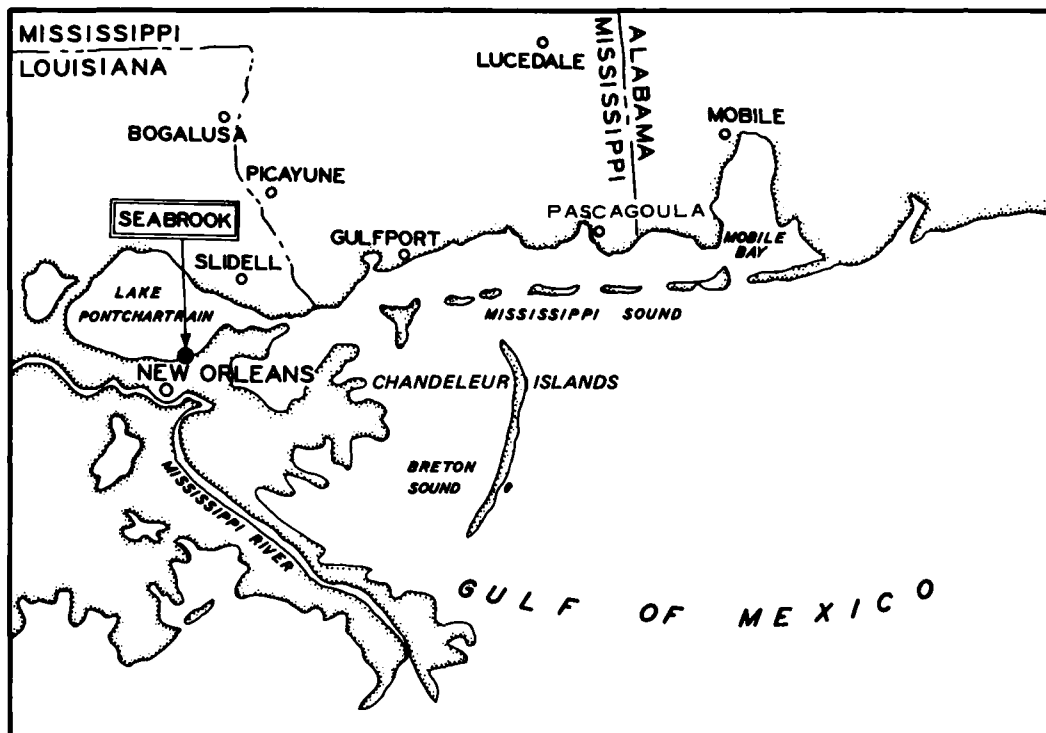 MISSISSIPPI
LOUISIANA
LUCEDALE
ALABAMA
MISSISSIPPI
MOBILE
BOGALUSA
PICAYUNE
SEABROOK
PASCAGOULA
GULFPORT
MOBILE
BAY
SLIDELL
LAKE
PONTCHARTRAIN
MISSISSIPPI SOUND
NEW ORLEANS
CHANDELEUR ISLANDS
BRETON
SOUND
MISSISSIPPI RIVER
GULF OF MEXICO